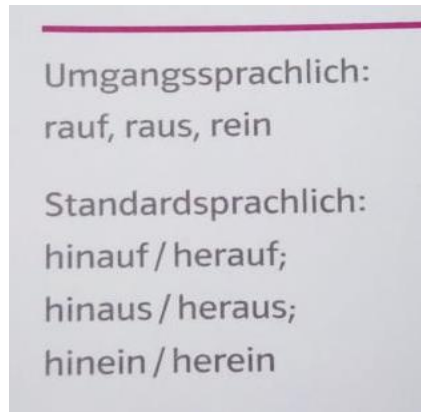 Umgangssprachlich:
rauf, raus, rein
Standardsprachlich:
hinauf / herauf;
hinaus / heraus;
hinein / herein